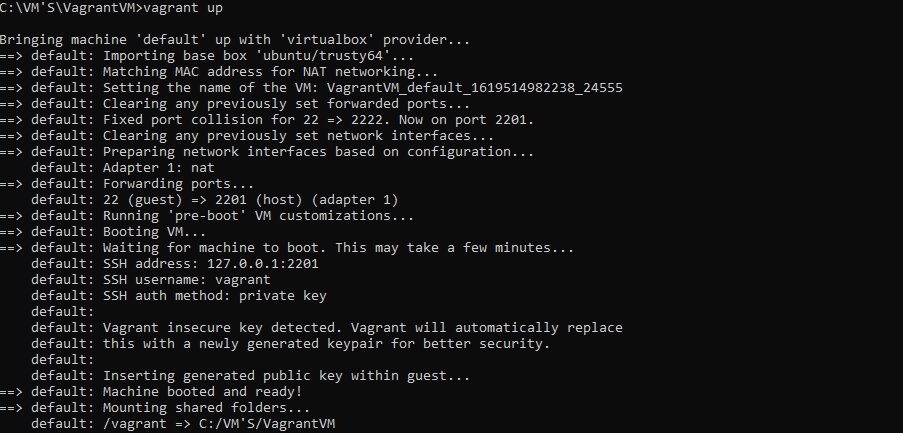 C:\VM'S\VagrantVM>vagrant up
Bringing machine 'default' up with 'virtualbox' provider...
==> default: Importing base box 'ubuntu/trusty64'...
==> default: Matching MAC address for NAT networking...
==> default: Setting the name of the VM: VagrantVM_default_1619514982238_24555
==> default: Clearing any previously set forwarded ports...
==> default: Fixed port collision for 22 => 2222. Now on port 2201.
==> default: Clearing any previously set network interfaces...
==> default: Preparing network interfaces based on configuration...
    default: Adapter 1: nat
==> default: Forwarding ports...
    default: 22 (guest) => 2201 (host) (adapter 1)
==> default: Running 'pre-boot' VM customizations...
==> default: Booting VM...
==> default: Waiting for machine to boot. This may take a few minutes...
    default: SSH address: 127.0.0.1:2201
    default: SSH username: vagrant
    default: SSH auth method: private key
    default:
    default: Vagrant insecure key detected. Vagrant will automatically replace
    default: this with a newly generated keypair for better security.
    default:
    default: Inserting generated public key within guest...
==> default: Machine booted and ready!
==> default: Mounting shared folders...
    default: /vagrant => C:/VM'S/VagrantVM